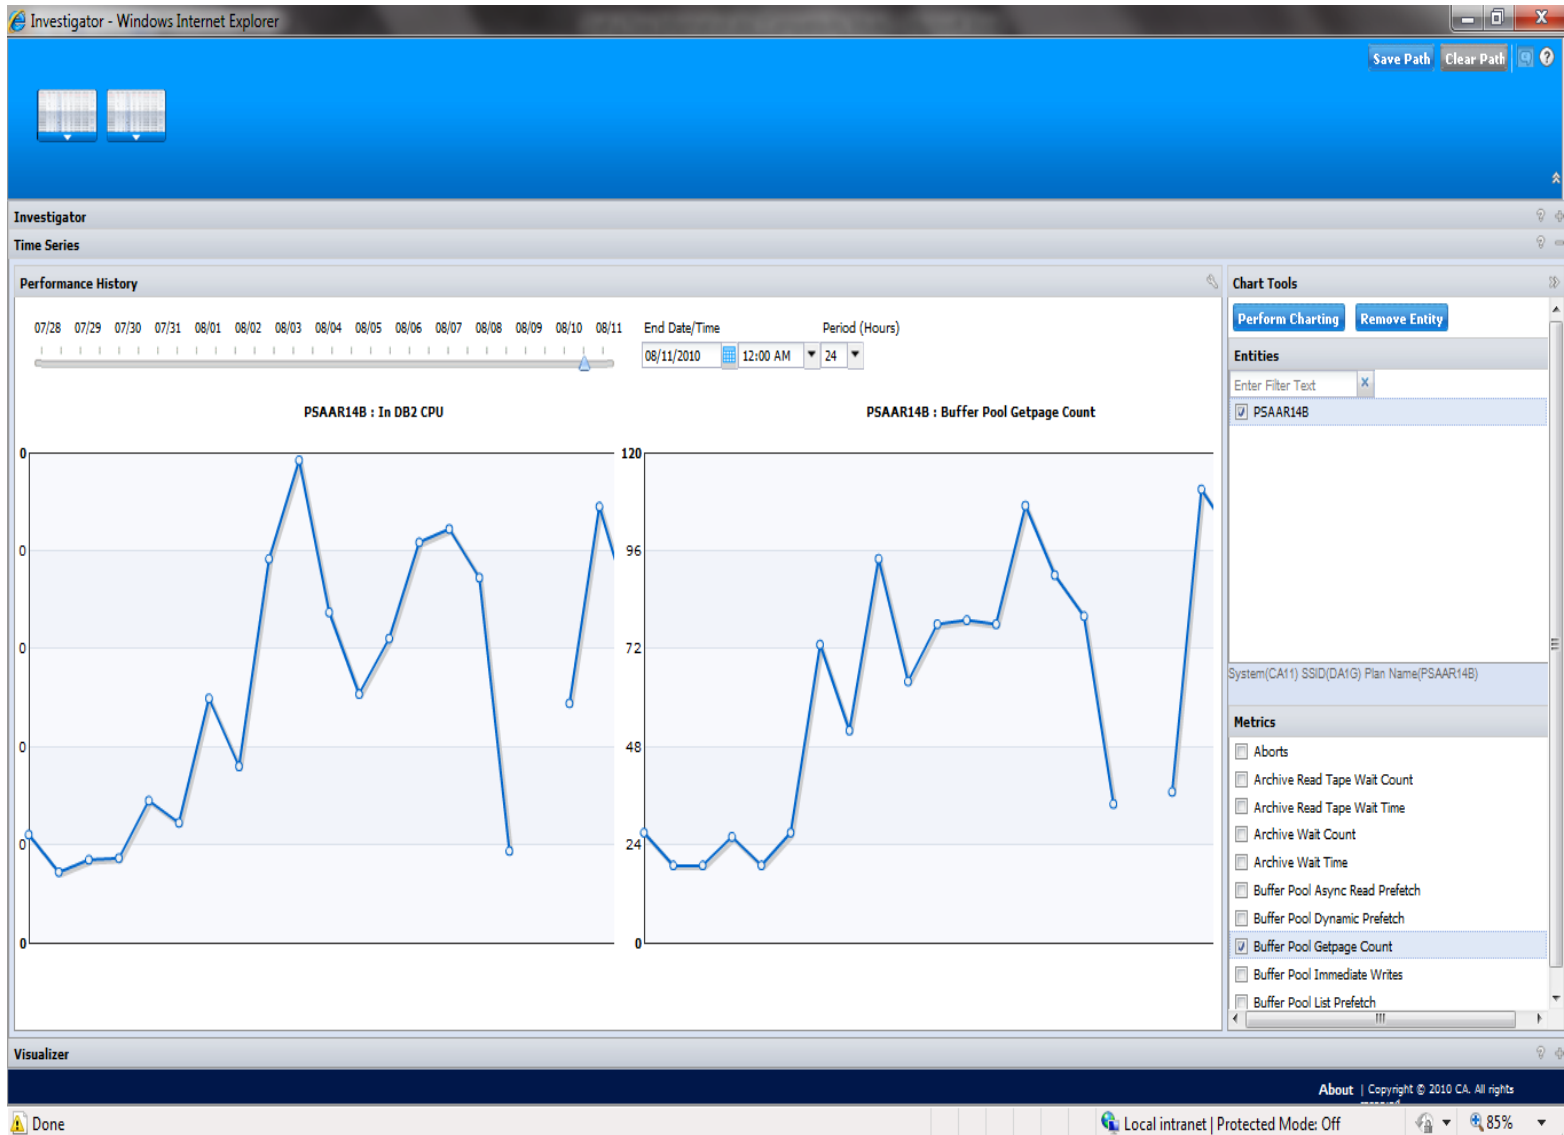 Investigator - Windows Internet Explorer
Save Path Clear Path
Investigator
Time Series
Performance History
07/28 07/29 07/30 07/31 08/01 08/02 08/03 08/04 08/05 08/06 08/07 08/08 08/09 08/10 08/11
End Date/Time Period (Hours)
08/11/2010 12:00 AM 24
PSAAR14B : In DB2 CPU
0
0
0
0
0
0
PSAAR14B : Buffer Pool Getpage Count
120
96
72
48
24
0
Chart Tools
Perform Charting Remove Entity
Entities
Enter Filter Text X
PSAAR14B
System(CA11) SSID(DA1G) Plan Name(PSAAR14B)
Metrics
Aborts
Archive Read Tape Wait Count
Archive Read Tape Wait Time
Archive Wait Count
Archive Wait Time
Buffer Pool Async Read Prefetch
Buffer Pool Dynamic Prefetch
Buffer Pool Getpage Count
Buffer Pool Immediate Writes
Buffer Pool List Prefetch
Visualizer
About | Copyright © 2010 CA. All rights
Done
Local intranet | Protected Mode: Off
85%